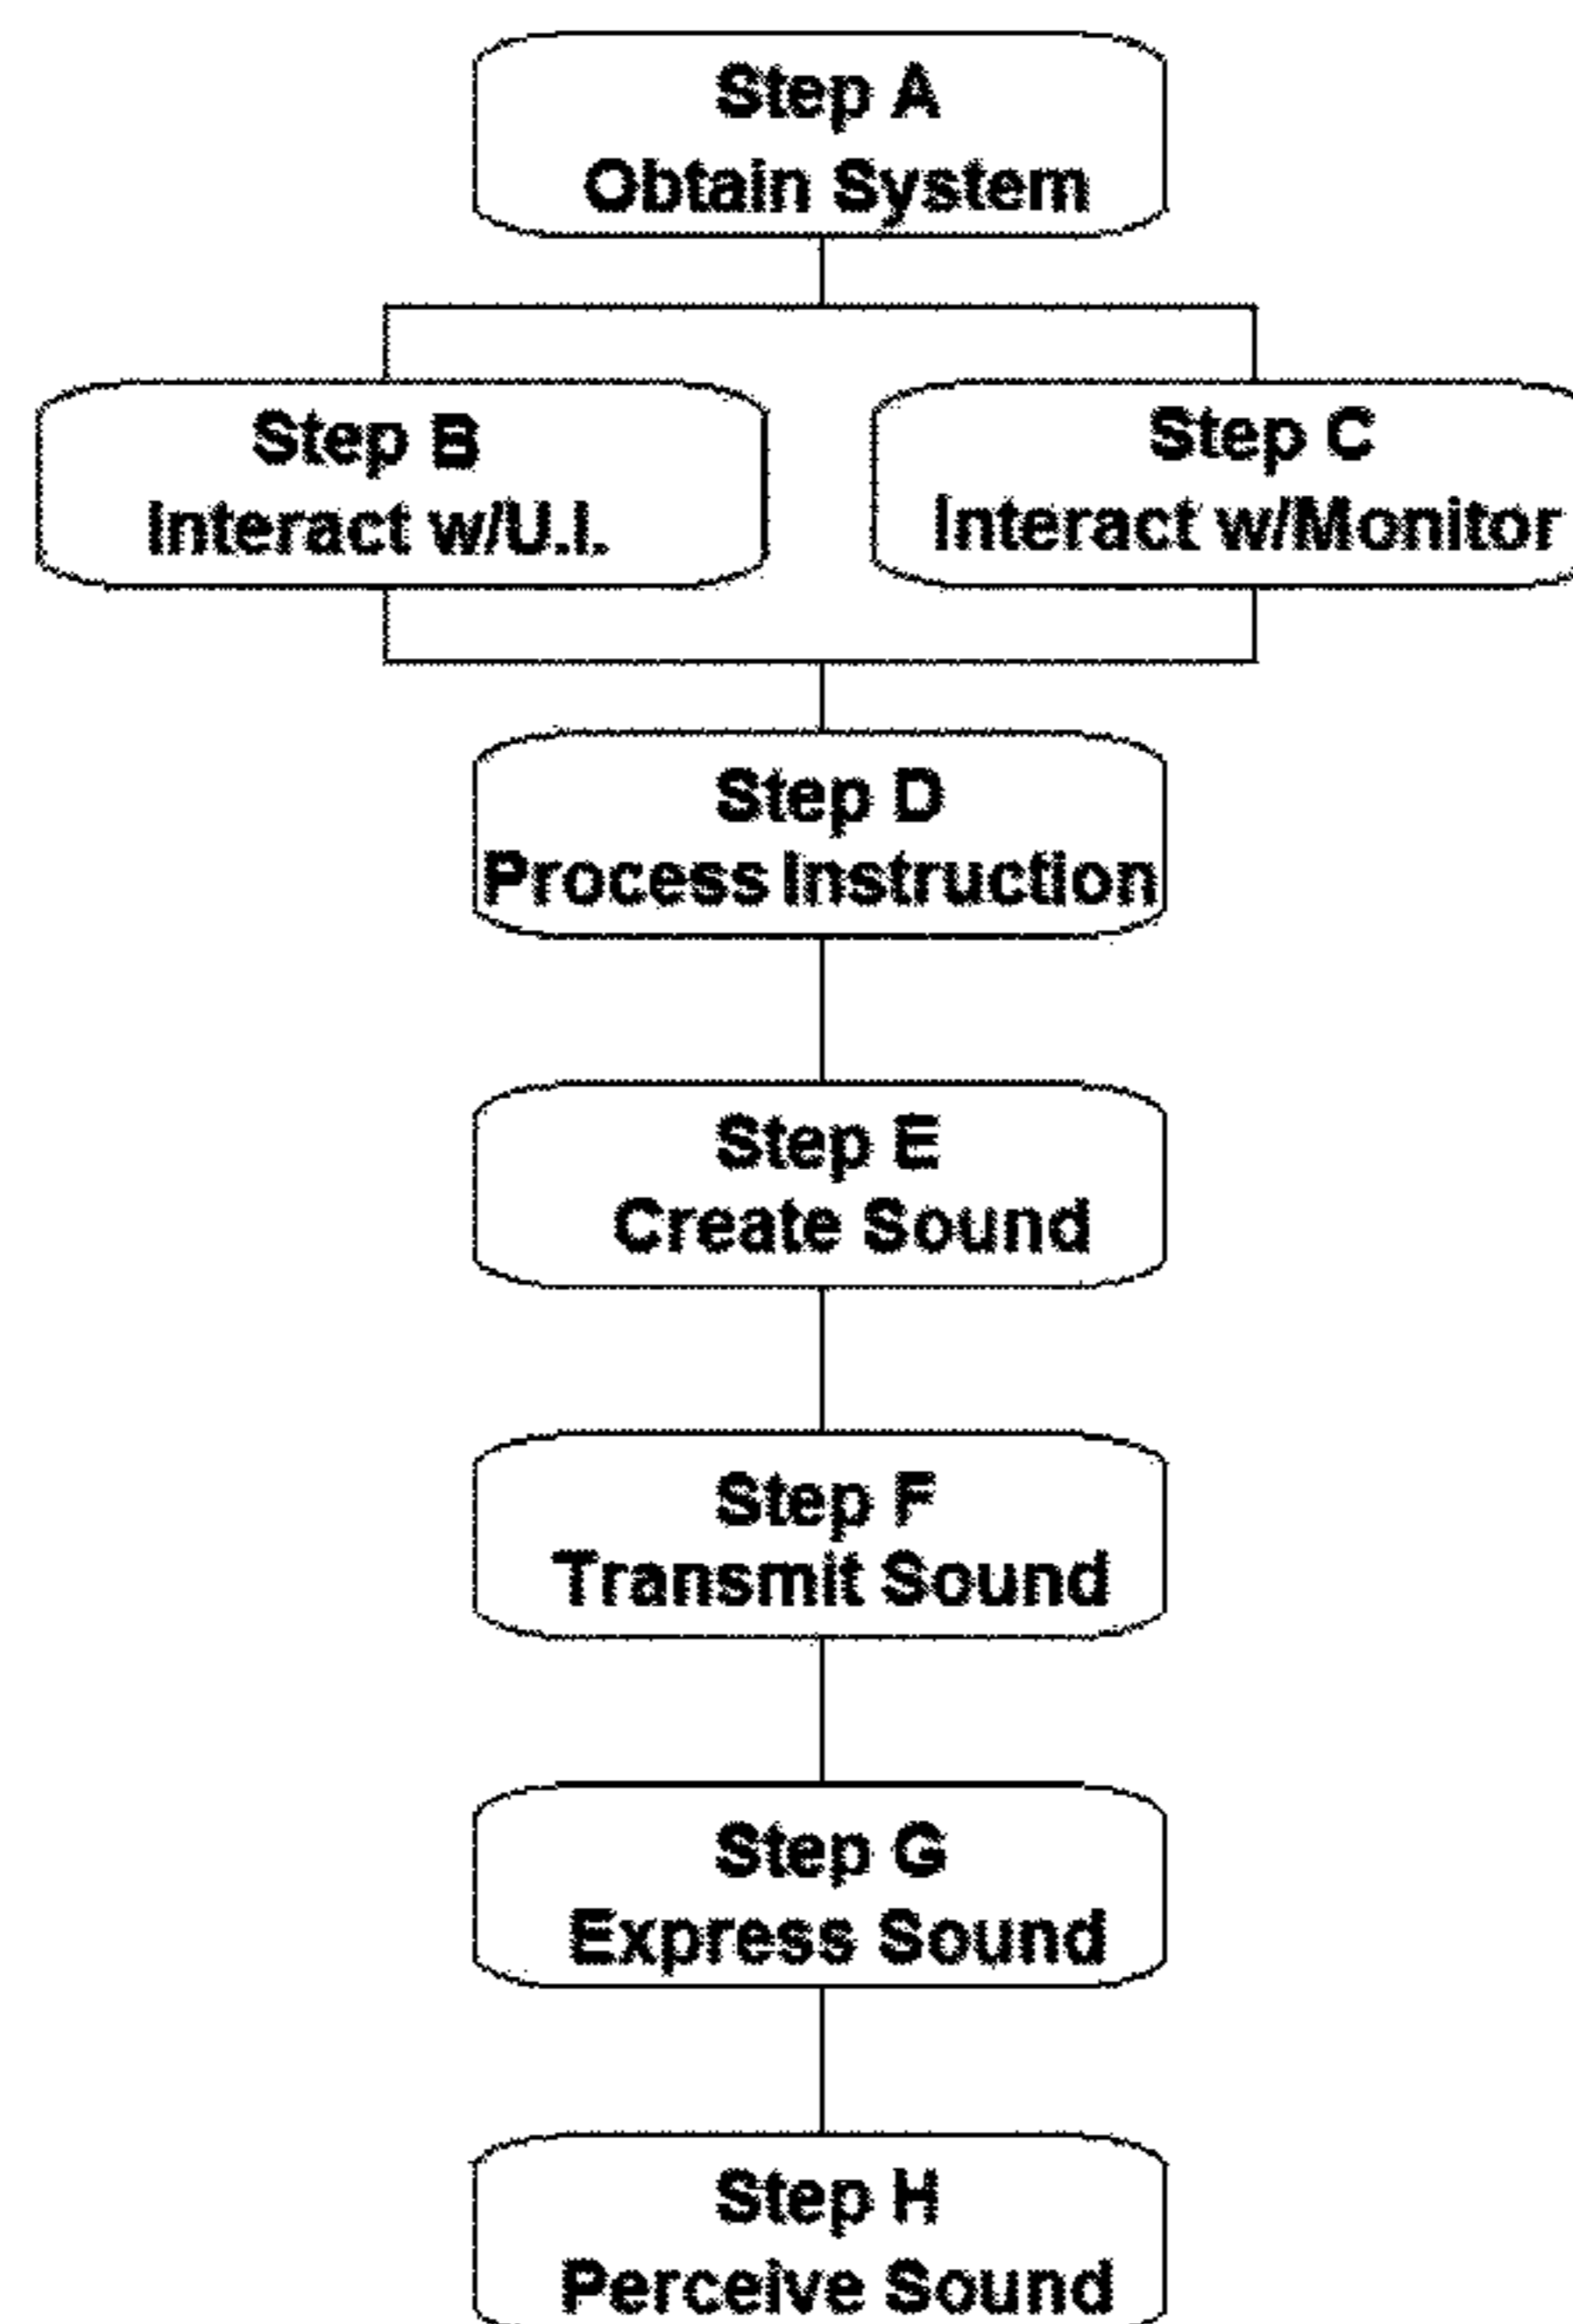 Step A
Obtain System
Step B
Interact w/U.I.
Step C
Interact w/Monitor
Step D
Process Instruction
Step E
Create Sound
Step F
Transmit Sound
Step G
Express Sound
Step H
Perceive Sound